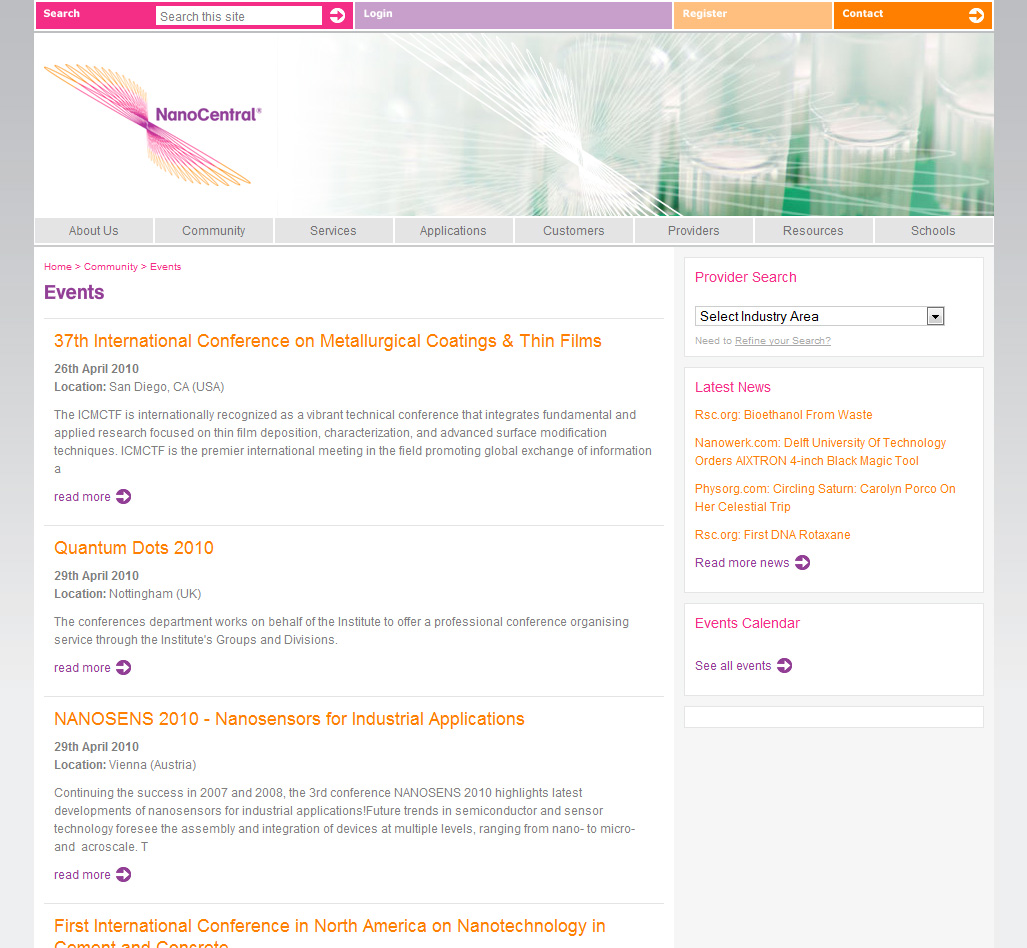 Search
Search this site
Login
Register
Contact
NanoCentral®
About Us
Community
Services
Applications
Customers
Providers
Resources
Schools
Home > Community > Events
Events
37th International Conference on Metallurgical Coatings & Thin Films
26th April 2010
Location: San Diego, CA (USA)
The ICMCTF is internationally recognized as a vibrant technical conference that integrates fundamental and
applied research focused on thin film deposition, characterization, and advanced surface modification
techniques. ICMCTF is the premier international meeting in the field promoting global exchange of information
a
read more
Quantum Dots 2010
29th April 2010
Location: Nottingham (UK)
The conferences department works on behalf of the Institute to offer a professional conference organising
service through the Institute's Groups and Divisions.
read more
NANOSENS 2010 - Nanosensors for Industrial Applications
29th April 2010
Location: Vienna (Austria)
Continuing the success in 2007 and 2008, the 3rd conference NANOSENS 2010 highlights latest
developments of nanosensors for industrial applications!Future trends in semiconductor and sensor
technology foresee the assembly and integration of devices at multiple levels, ranging from nano- to micro-
and  acroscale. T
read more
First International Conference in North America on Nanotechnology in
Cement and Concrete
Provider Search
Select Industry Area
Need to Refine your Search?
Latest News
Rsc.org: Bioethanol From Waste
Nanowerk.com: Delft University Of Technology
Orders AIXTRON 4-inch Black Magic Tool
Physorg.com: Circling Saturn: Carolyn Porco On
Her Celestial Trip
Rsc.org: First DNA Rotaxane
Read more news
Events Calendar
See all events